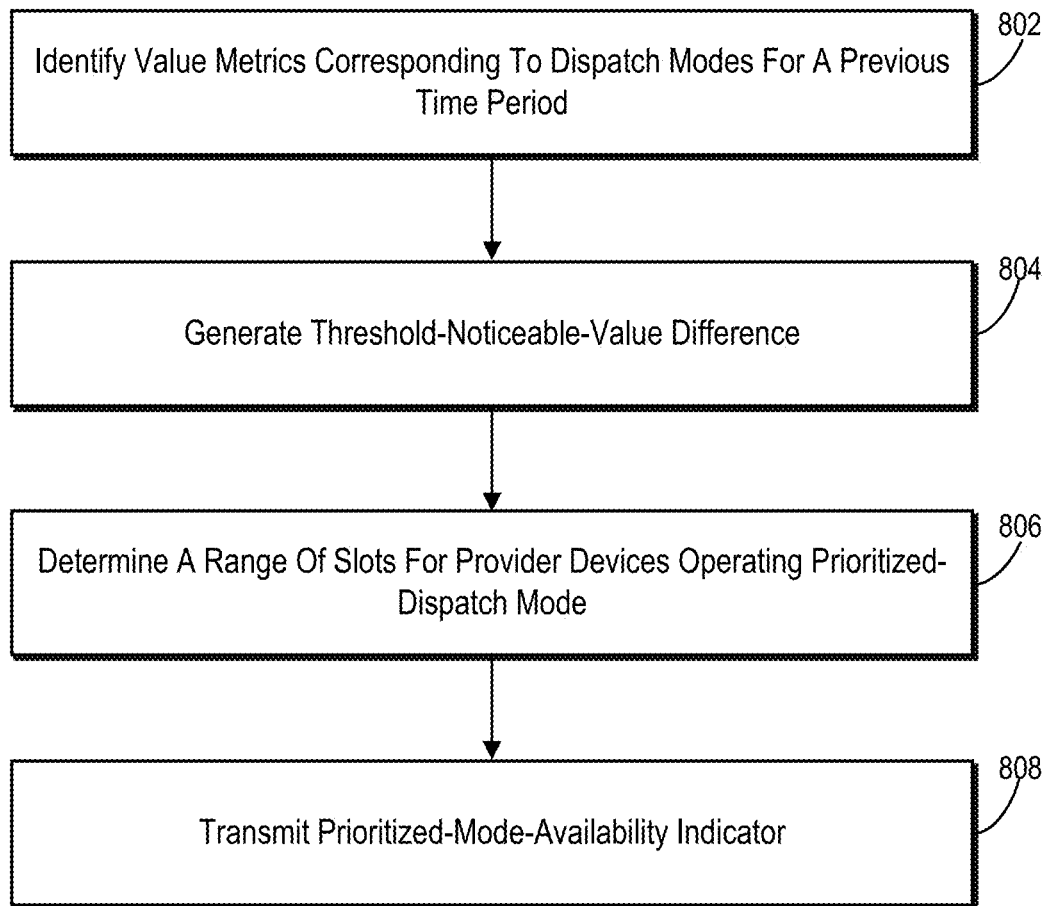 802
Identify Value Metrics Corresponding To Dispatch Modes For A Previous
Time Period
804
Generate Threshold-Noticeable-Value Difference
806
Determine A Range Of Slots For Provider Devices Operating Prioritized-
Dispatch Mode
808
Transmit Prioritized-Mode-Availability Indicator